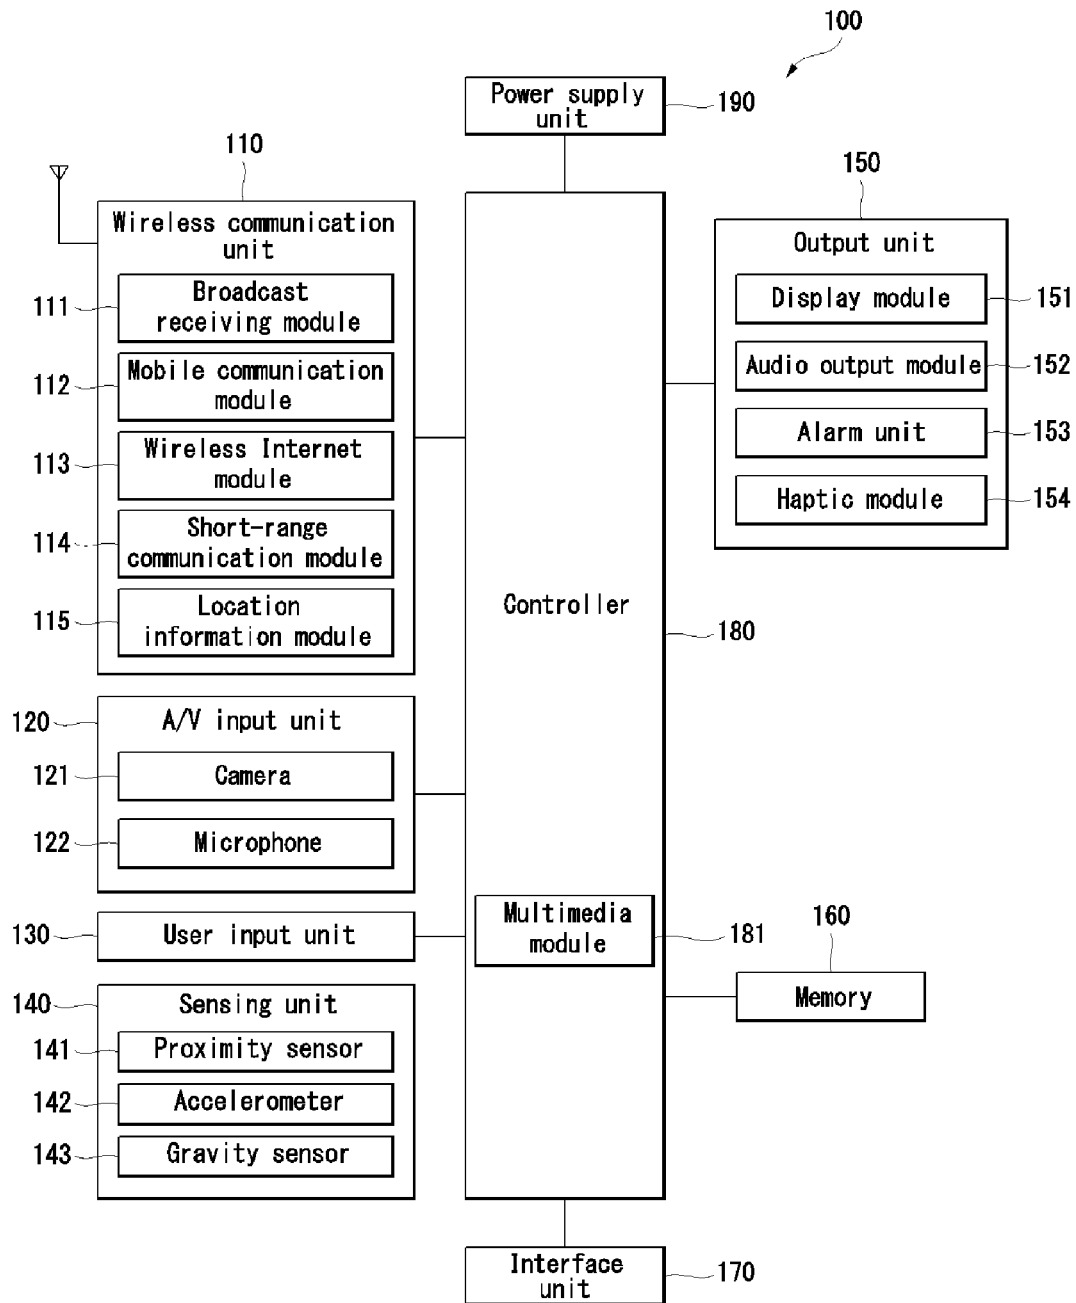 100
Power supply
unit
190
110
Wireless communication
unit
111
Broadcast
receiving module
112
Mobile communication
module
113
Wireless Internet
module
114
Short-range
communication module
115
Location
information module
120
A/V input unit
121
Camera
122
Microphone
130
User input unit
140
Sensing unit
141
Proximity sensor
142
Accelerometer
143
Gravity sensor
Controller
180
Multimedia
module
181
150
Output unit
Display module
151
Audio output module
152
Alarm unit
153
Haptic module
154
160
Memory
Interface
unit
170